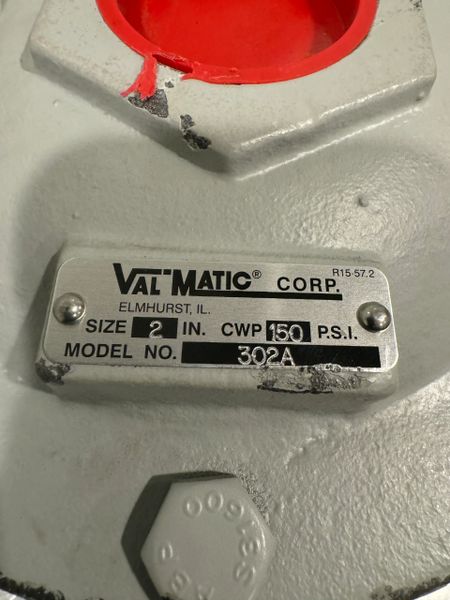 R15-57.2
VAL-MATIC® CORP.
ELMHURST, IL.
SIZE 2 IN. CWP 150 P.S.I.
MODEL NO. 302A